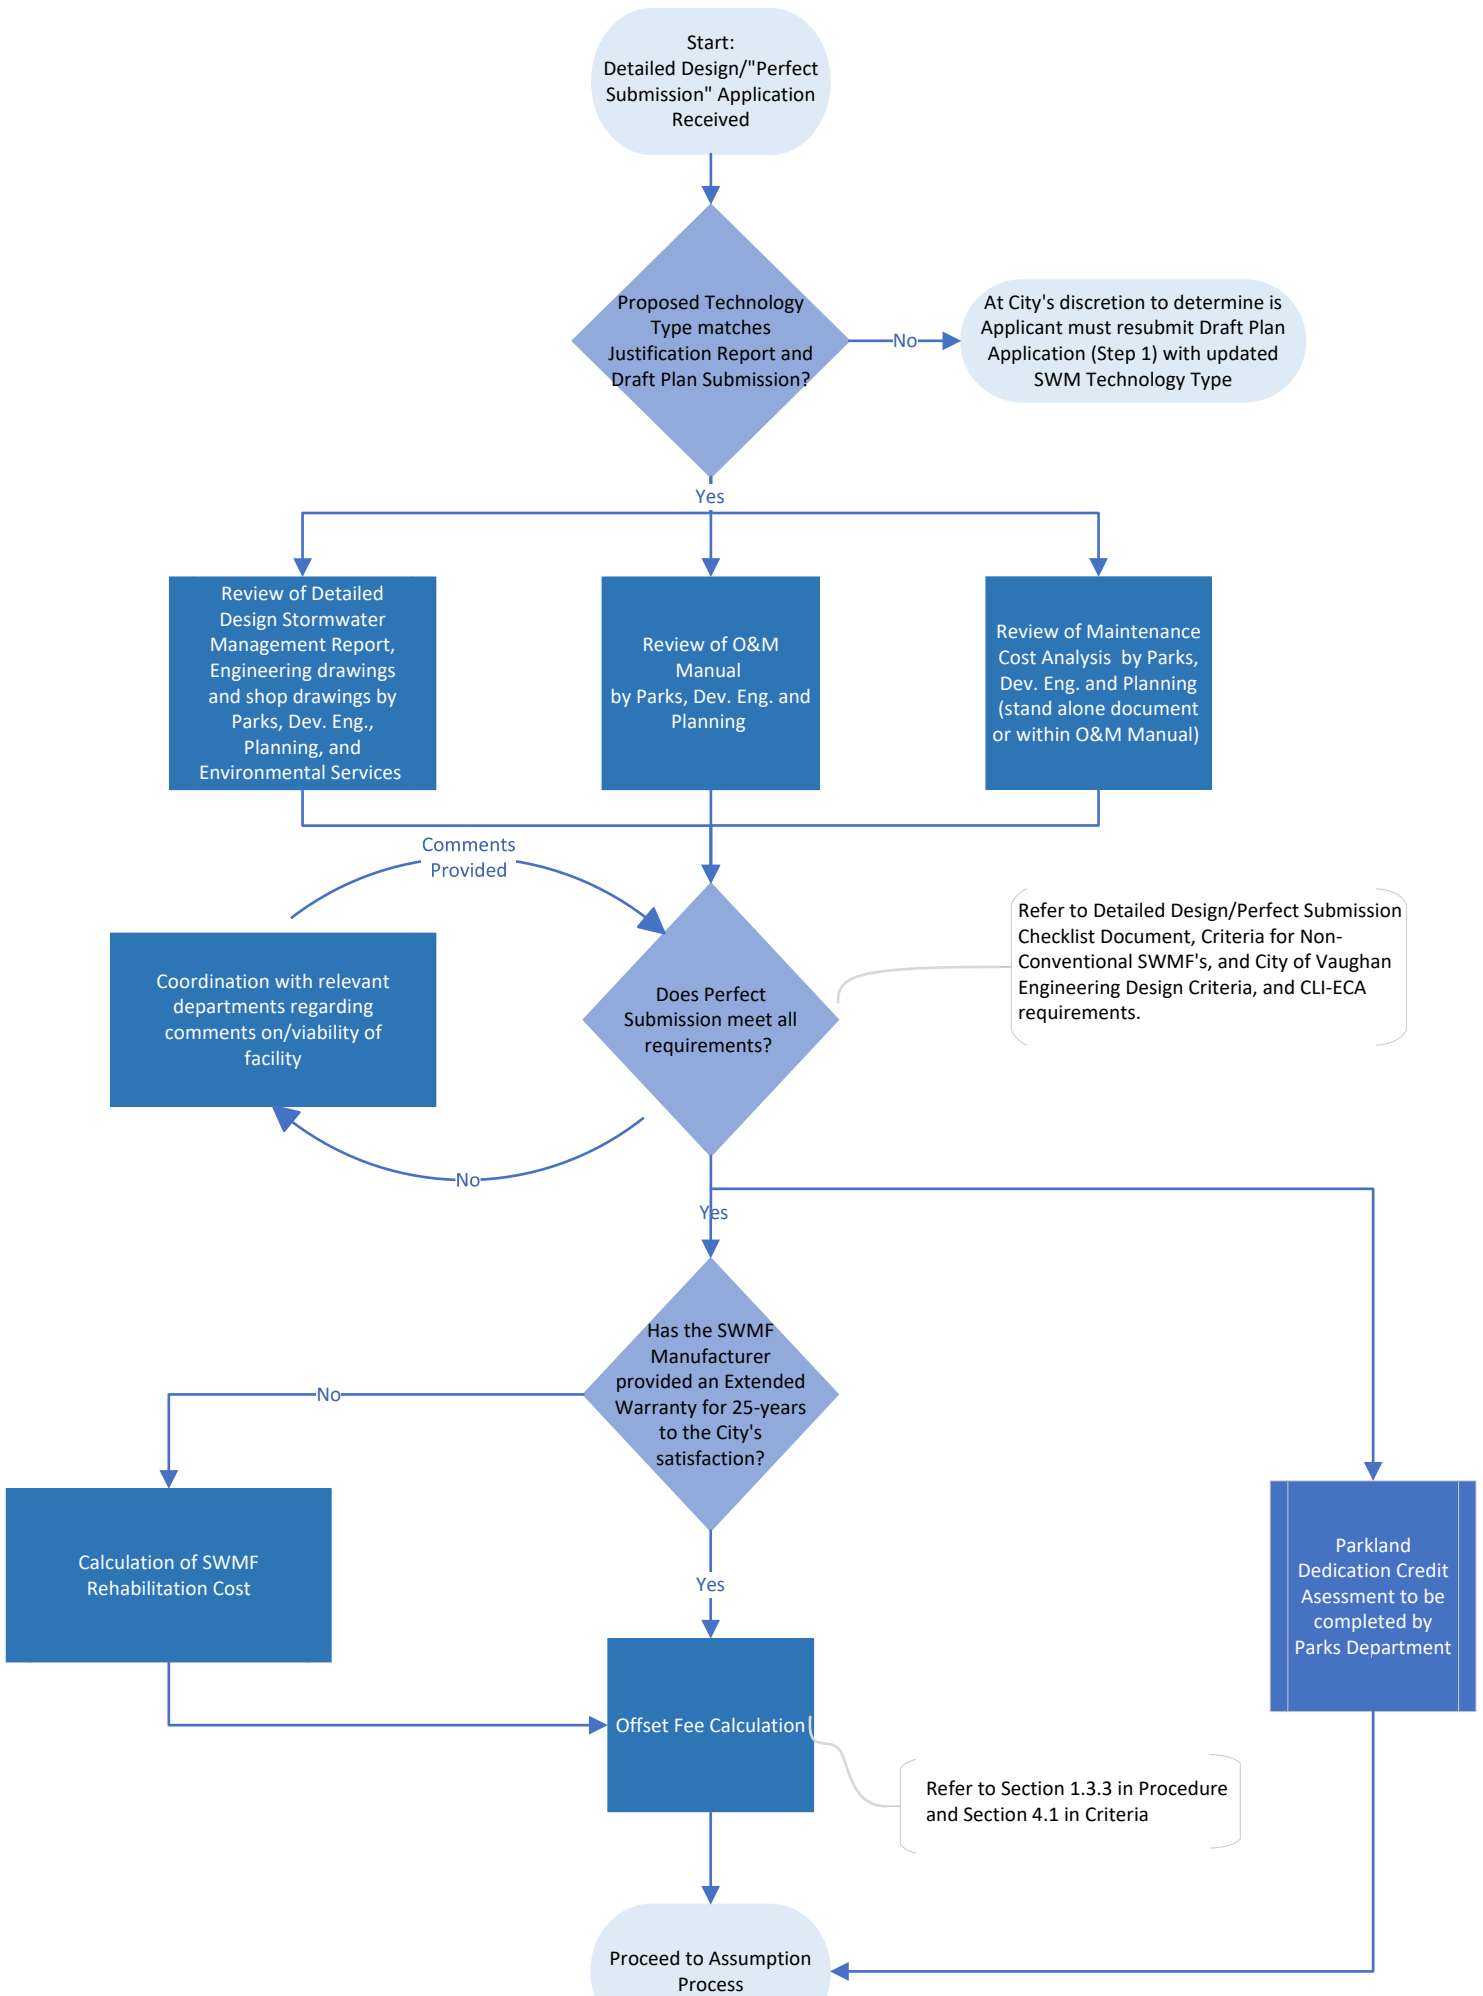 Start:
Detailed Design/"Perfect
Submission" Application
Received
Proposed Technology
Type matches
Justification Report and
Draft Plan Submission?
No
At City's discretion to determine is
Applicant must resubmit Draft Plan
Application (Step 1) with updated
SWM Technology Type
Yes
Review of Detailed
Design Stormwater
Management Report,
Engineering drawings
and shop drawings by
Parks, Dev. Eng.,
Planning, and
Environmental Services
Review of O&M
Manual
by Parks, Dev. Eng. and
Planning
Review of Maintenance
Cost Analysis by Parks,
Dev. Eng. and Planning
(stand alone document
or within O&M Manual)
Comments
Provided
Coordination with relevant
departments regarding
comments on/viability of
facility
Does Perfect
Submission meet all
requirements?
Refer to Detailed Design/Perfect Submission
Checklist Document, Criteria for Non-
Conventional SWMF's, and City of Vaughan
Engineering Design Criteria, and CLI-ECA
requirements.
No
Yes
Has the SWMF
Manufacturer
provided an Extended
Warranty for 25-years
to the City's
satisfaction?
No
Calculation of SWMF
Rehabilitation Cost
Yes
Parkland
Dedication Credit
Asessment to be
completed by
Parks Department
Offset Fee Calculation
Refer to Section 1.3.3 in Procedure
and Section 4.1 in Criteria
Proceed to Assumption
Process